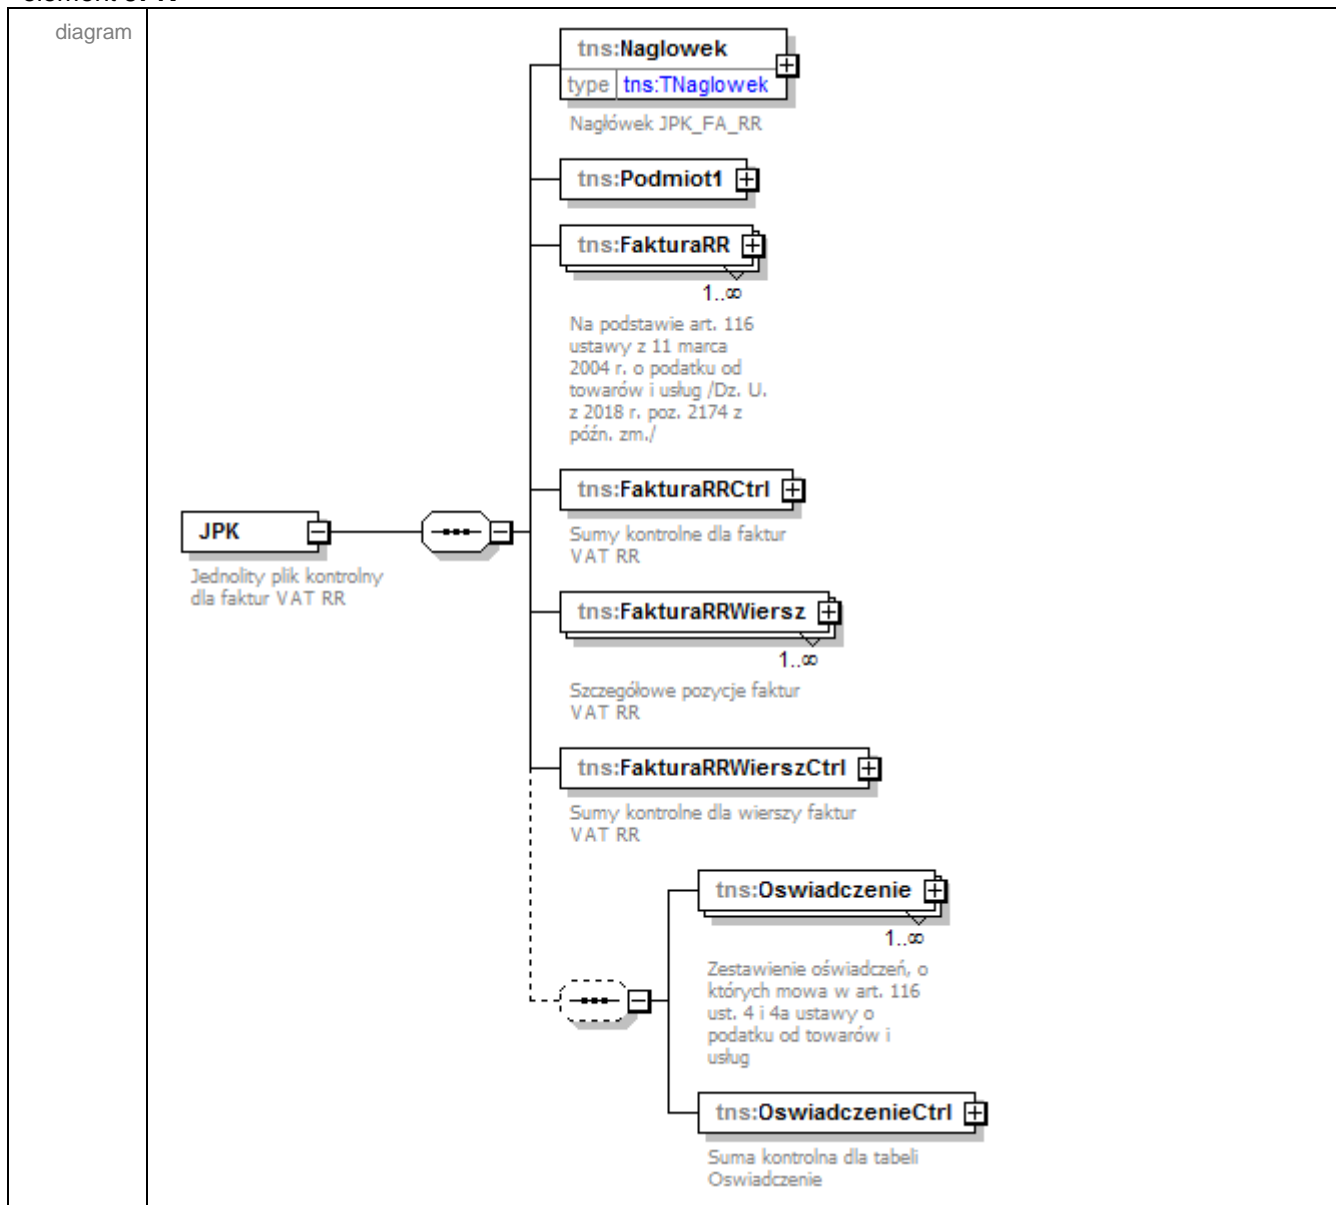 diagram
tns:Naglowek
type tns:TNaglowek
Nagłówek JPK_FA_RR
tns:Podmiot1
tns:FakturaRR
1..∞
Na podstawie art. 116
ustawy z 11 marca
2004 r. o podatku od
towarów i usług /Dz. U.
z 2018 r. poz. 2174 z
późn. zm./
tns:FakturaRRCtrl
Sumy kontrolne dla faktur
VAT RR
JPK
Jednolity plik kontrolny
dla faktur VAT RR
tns:FakturaRRWiersz
1..∞
Szczegółowe pozycje faktur
VAT RR
tns:FakturaRRWierszCtrl
Sumy kontrolne dla wierszy faktur
VAT RR
tns:Oswiadczenie
1..∞
Zestawienie oświadczeń, o
których mowa w art. 116
ust. 4 i 4a ustawy o
podatku od towarów i
usług
tns:OswiadczenieCtrl
Suma kontrolna dla tabeli
Oswiadczenie